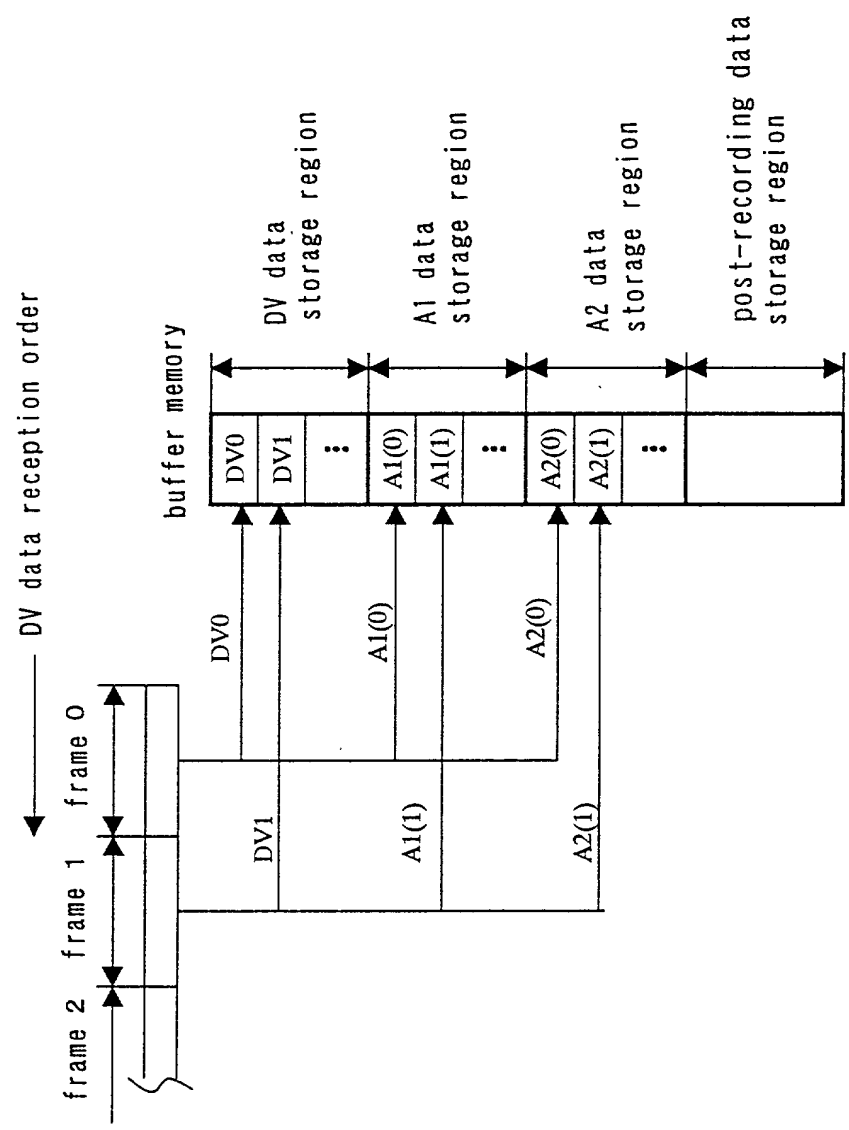 DV data reception order
frame 2
frame 1
frame 0
buffer memory
DV0
DV1
A1(0)
A1(1)
A2(0)
A2(1)
DV0
DV1
⋮
A1(0)
A1(1)
⋮
A2(0)
A2(1)
⋮
DV data
storage region
A1 data
storage region
A2 data
storage region
post-recording data
storage region